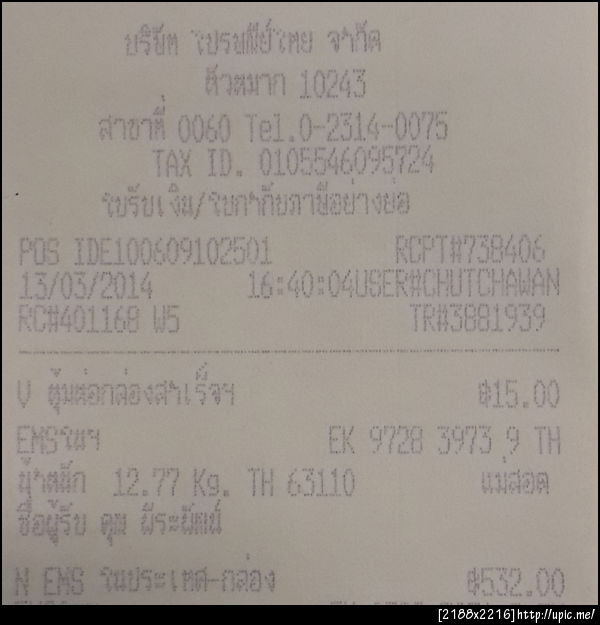 บริษัท ไปรษณีย์ไทย จำกัด
หัวหมาก 10243
สาขาที่ 0060 Tel.0-2314-0075
TAX ID. 0105546095724
ใบรับเงิน/ใบกำกับภาษีอย่างย่อ
POS IDE100609102501 RCPT#738406
13/03/2014 16:40:04USER#CHUTCHAWAN
RC#401168 W5 TR#3881939
V หุ้มห่อกล่องสำเร็จฯ ฿15.00
EMSในฯ EK 9728 3973 9 TH
น้ำหนัก 12.77 Kg. TH 63110 แม่สอด
ชื่อผู้รับ คุณ พีระพัฒน์
N EMS ในประเทศ-กล่อง ฿532.00
[2188x2216]http://upic.me/